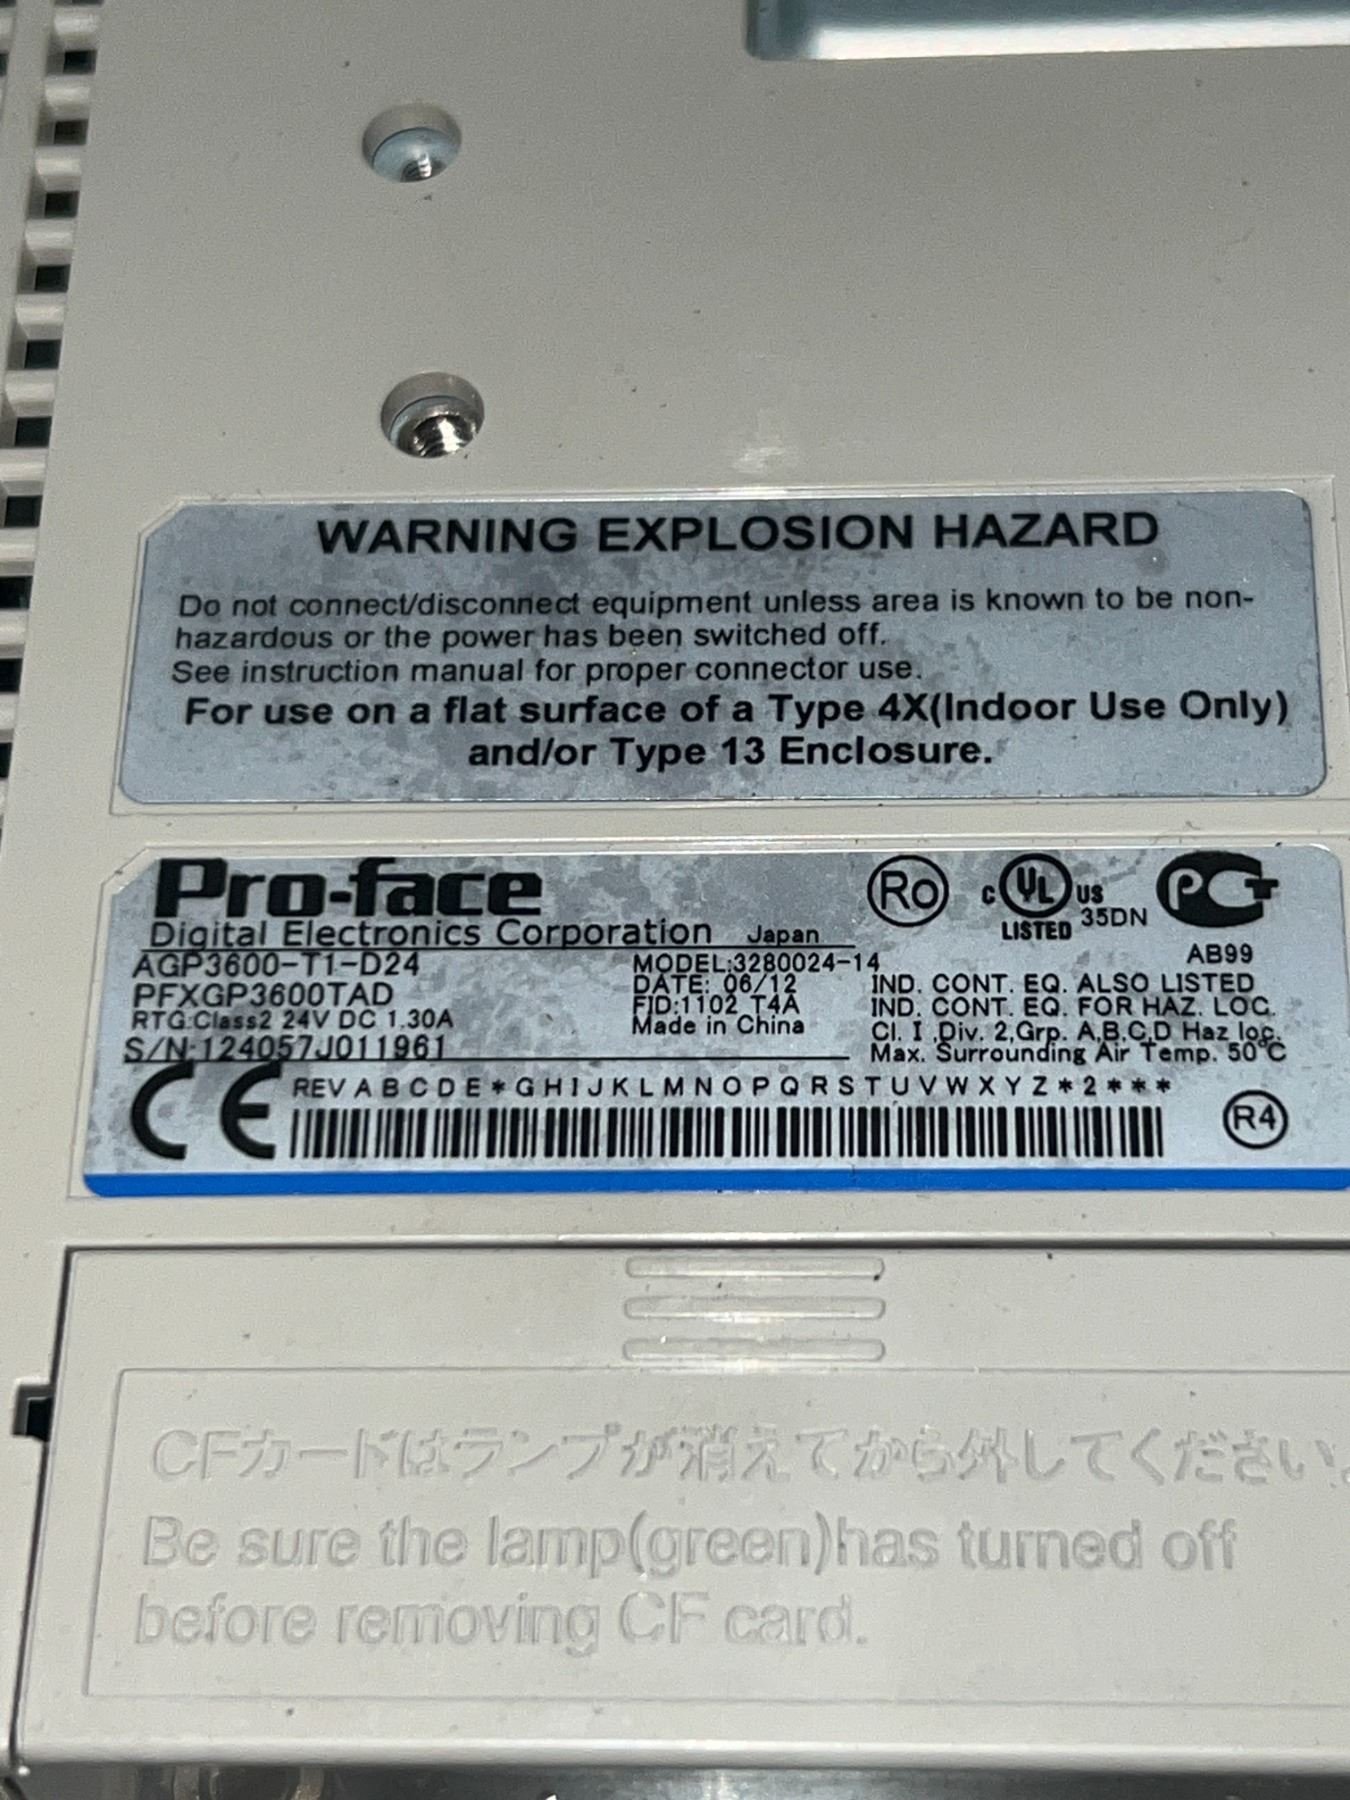 WARNING EXPLOSION HAZARD
Do not connect/disconnect equipment unless area is known to be non-
hazardous or the power has been switched off.
See instruction manual for proper connector use.
For use on a flat surface of a Type 4X(Indoor Use Only)
and/or Type 13 Enclosure.
Pro-face
Digital Electronics Corporation Japan
AGP3600-T1-D24
PFXGP3600TAD
RTG:Class2 24V DC 1.30A
S/N:124057J011961
MODEL:3280024-14
DATE: 06/12
FID:1102 T4A
Made in China
Ro
C UL US
LISTED 35DN
PCT
AB99
IND. CONT. EQ. ALSO LISTED
IND. CONT. EQ. FOR HAZ. LOC.
Cl. I ,Div. 2,Grp. A,B,C,D Haz loc.
Max. Surrounding Air Temp. 50°C
CE
REV A B C D E * G H I J K L M N O P Q R S T U V W X Y Z * 2 * * *
R4
CFカードはランプが消えてから外してください。
Be sure the lamp(green)has turned off
before removing CF card.